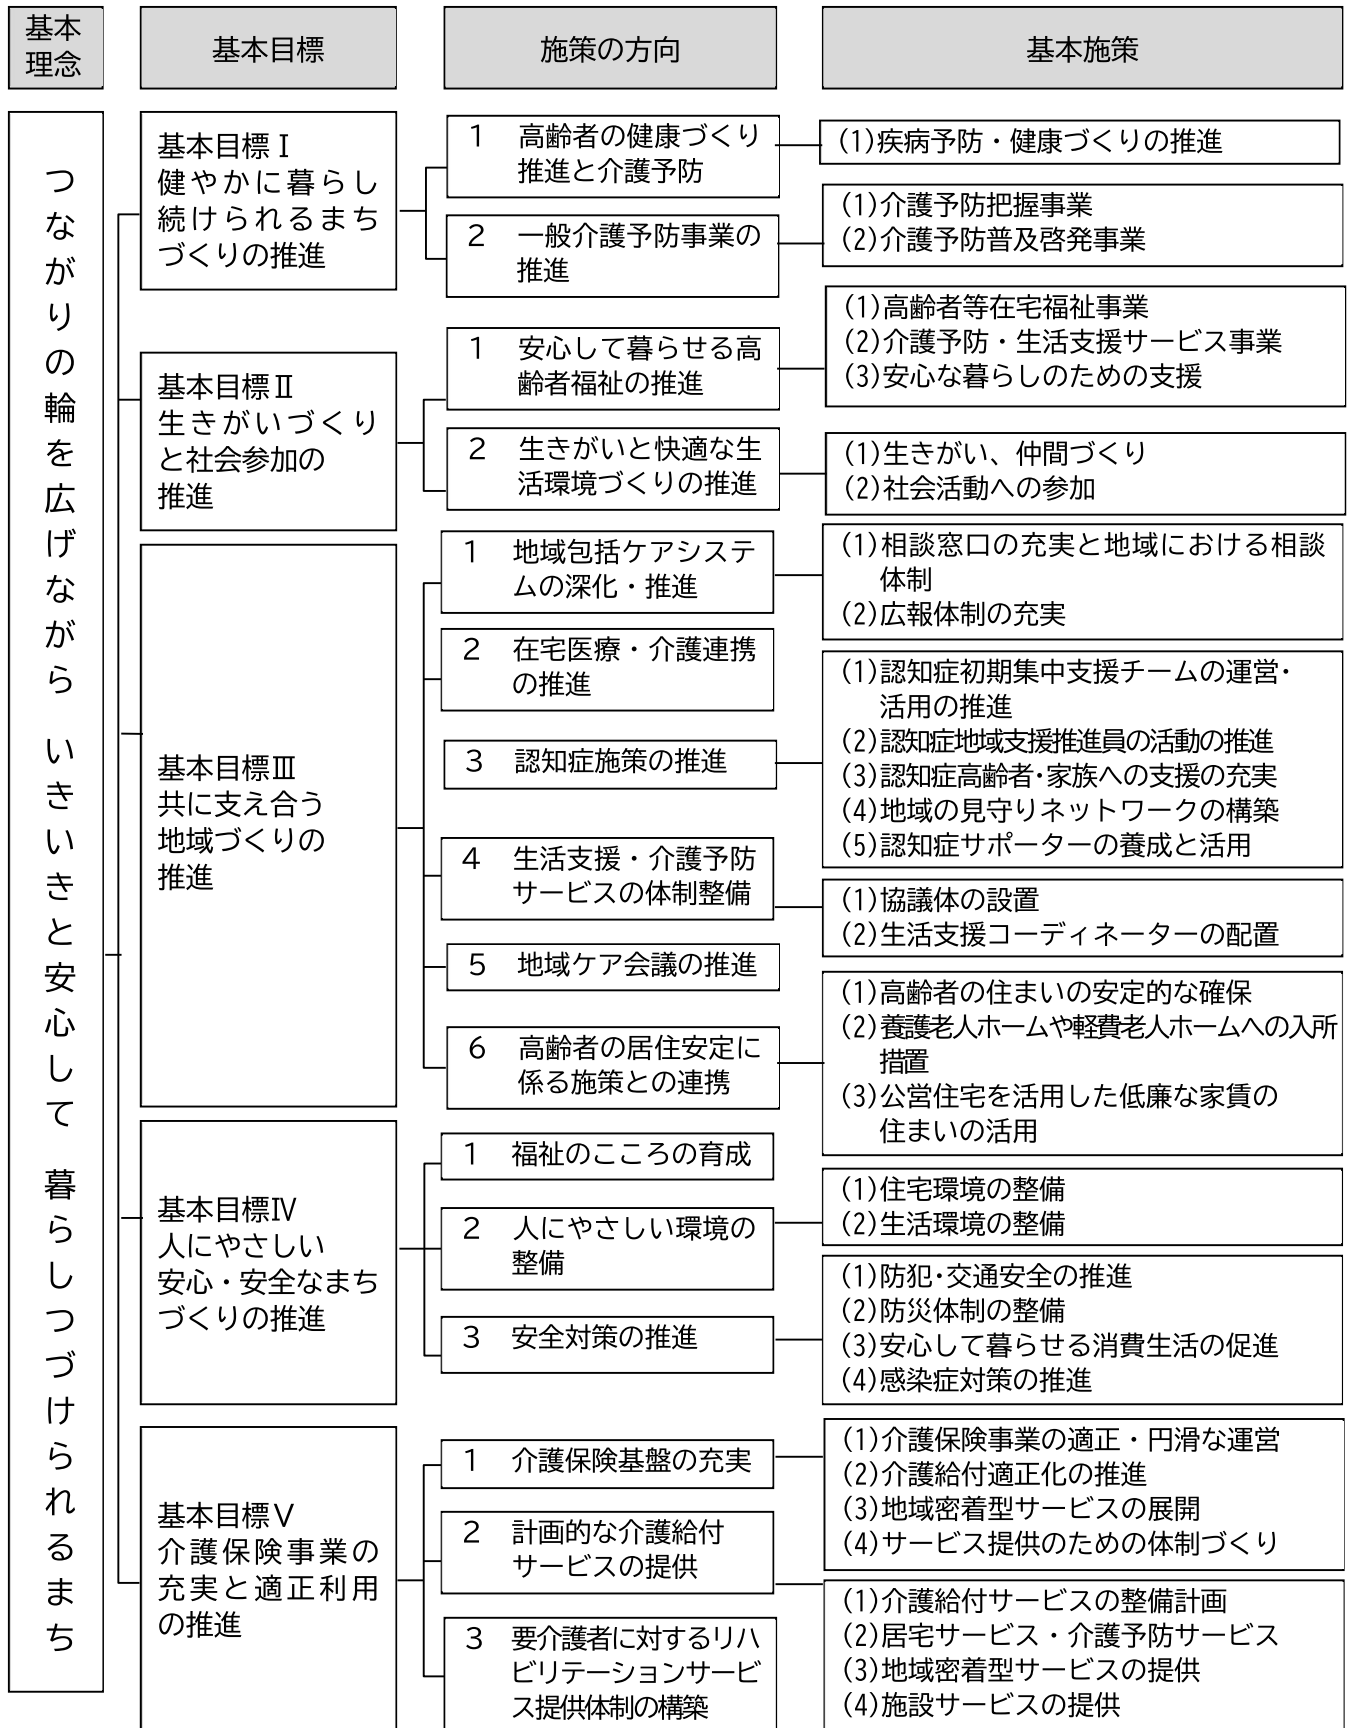 基本
理念
基本目標
施策の方向
基本施策
つながりの輪を広げながら いきいきと安心して 暮らしつづけられるまち
基本目標Ⅰ
健やかに暮らし
続けられるまち
づくりの推進
1 高齢者の健康づくり
推進と介護予防
(1)疾病予防・健康づくりの推進
2 一般介護予防事業の
推進
(1)介護予防把握事業
(2)介護予防普及啓発事業
基本目標Ⅱ
生きがいづくり
と社会参加の
推進
1 安心して暮らせる高
齢者福祉の推進
(1)高齢者等在宅福祉事業
(2)介護予防・生活支援サービス事業
(3)安心な暮らしのための支援
2 生きがいと快適な生
活環境づくりの推進
(1)生きがい、仲間づくり
(2)社会活動への参加
基本目標Ⅲ
共に支え合う
地域づくりの
推進
1 地域包括ケアシステ
ムの深化・推進
(1)相談窓口の充実と地域における相談
体制
(2)広報体制の充実
2 在宅医療・介護連携
の推進
3 認知症施策の推進
(1)認知症初期集中支援チームの運営・
活用の推進
(2)認知症地域支援推進員の活動の推進
(3)認知症高齢者・家族への支援の充実
(4)地域の見守りネットワークの構築
(5)認知症サポーターの養成と活用
4 生活支援・介護予防
サービスの体制整備
(1)協議体の設置
(2)生活支援コーディネーターの配置
5 地域ケア会議の推進
6 高齢者の居住安定に
係る施策との連携
(1)高齢者の住まいの安定的な確保
(2)養護老人ホームや軽費老人ホームへの入所
措置
(3)公営住宅を活用した低廉な家賃の
住まいの活用
基本目標Ⅳ
人にやさしい
安心・安全なまち
づくりの推進
1 福祉のこころの育成
2 人にやさしい環境の
整備
(1)住宅環境の整備
(2)生活環境の整備
3 安全対策の推進
(1)防犯・交通安全の推進
(2)防災体制の整備
(3)安心して暮らせる消費生活の促進
(4)感染症対策の推進
基本目標Ⅴ
介護保険事業の
充実と適正利用
の推進
1 介護保険基盤の充実
(1)介護保険事業の適正・円滑な運営
(2)介護給付適正化の推進
(3)地域密着型サービスの展開
(4)サービス提供のための体制づくり
2 計画的な介護給付
サービスの提供
(1)介護給付サービスの整備計画
(2)居宅サービス・介護予防サービス
(3)地域密着型サービスの提供
(4)施設サービスの提供
3 要介護者に対するリハ
ビリテーションサービ
ス提供体制の構築